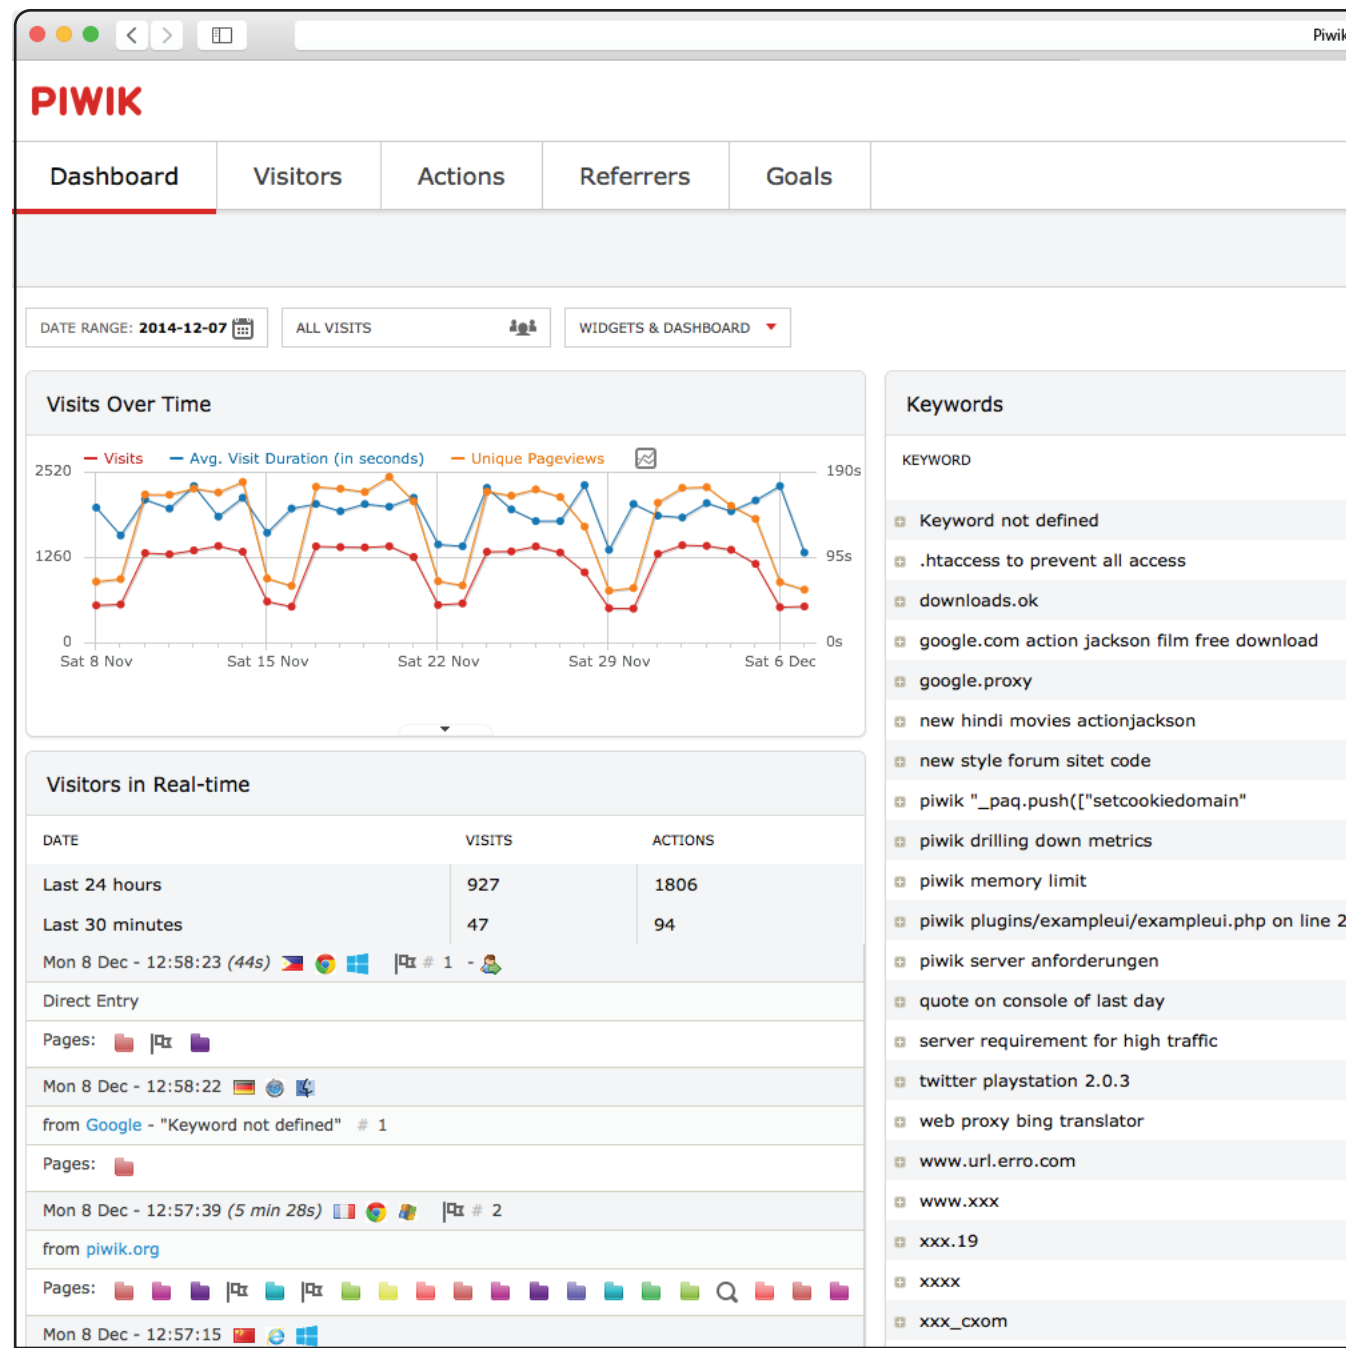 Piwik
PIWIK
Dashboard Visitors Actions Referrers Goals
DATE RANGE: 2014-12-07 ALL VISITS WIDGETS & DASHBOARD
Visits Over Time
Visits Avg. Visit Duration (in seconds) Unique Pageviews
2520 190s
1260 95s
0 0s
Sat 8 Nov Sat 15 Nov Sat 22 Nov Sat 29 Nov Sat 6 Dec
Visitors in Real-time
DATE VISITS ACTIONS
Last 24 hours 927 1806
Last 30 minutes 47 94
Mon 8 Dec - 12:58:23 (44s) # 1 -
Direct Entry
Pages:
Mon 8 Dec - 12:58:22
from Google - "Keyword not defined" # 1
Pages:
Mon 8 Dec - 12:57:39 (5 min 28s) # 2
from piwik.org
Pages:
Mon 8 Dec - 12:57:15
Keywords
KEYWORD
Keyword not defined
.htaccess to prevent all access
downloads.ok
google.com action jackson film free download
google.proxy
new hindi movies actionjackson
new style forum sitet code
piwik "_paq.push(["setcookiedomain"
piwik drilling down metrics
piwik memory limit
piwik plugins/exampleui/exampleui.php on line 2
piwik server anforderungen
quote on console of last day
server requirement for high traffic
twitter playstation 2.0.3
web proxy bing translator
www.url.erro.com
www.xxx
xxx.19
xxxx
xxx_cxom